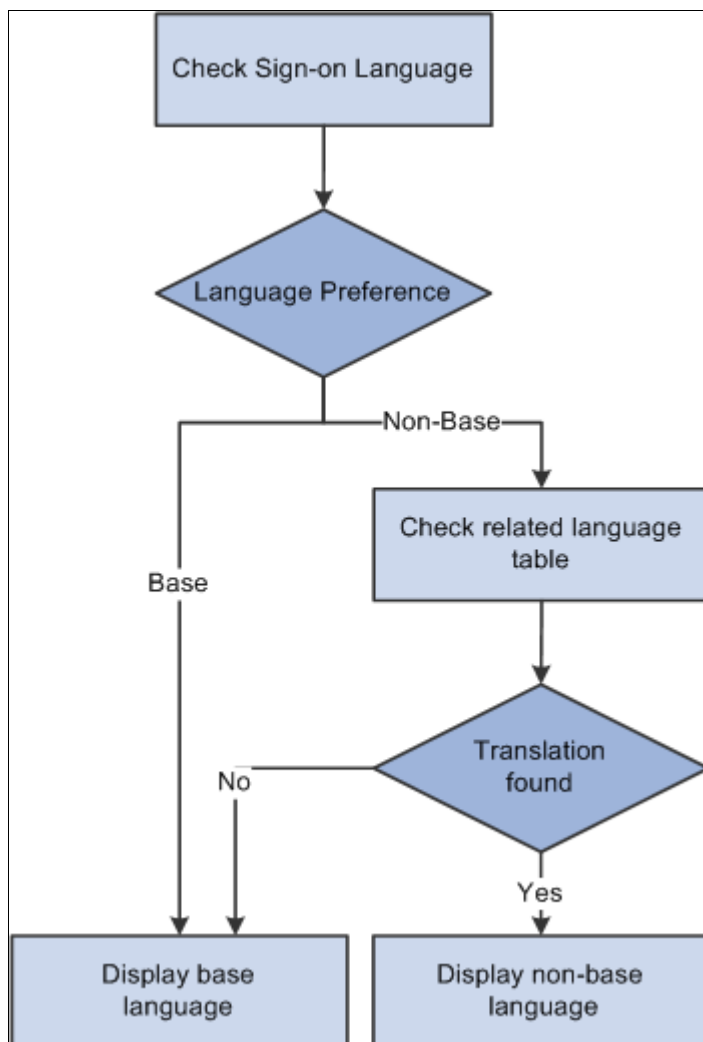 Check Sign-on Language
Language Preference
Non-Base
Check related language
table
Base
Translation
found
No
Yes
Display base
language
Display non-base
language